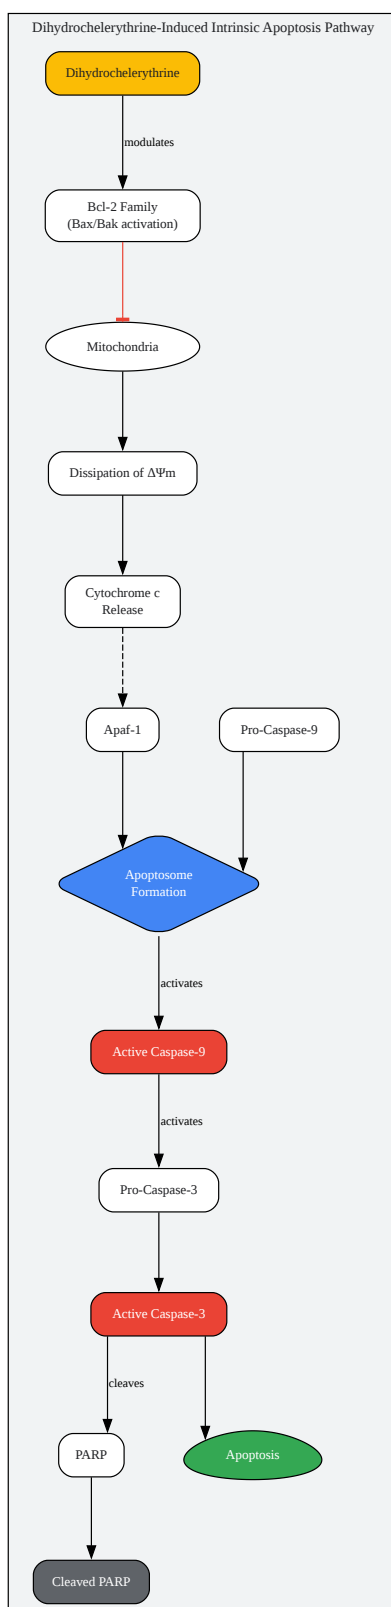 Dihydrochelerythrine-Induced Intrinsic Apoptosis Pathway
Dihydrochelerythrine
modulates
Bcl-2 Family
(Bax/Bak activation)
Mitochondria
Dissipation of ΔΨm
Cytochrome c
Release
Apaf-1
Pro-Caspase-9
Apoptosome
Formation
activates
Active Caspase-9
activates
Pro-Caspase-3
Active Caspase-3
cleaves
PARP
Apoptosis
Cleaved PARP